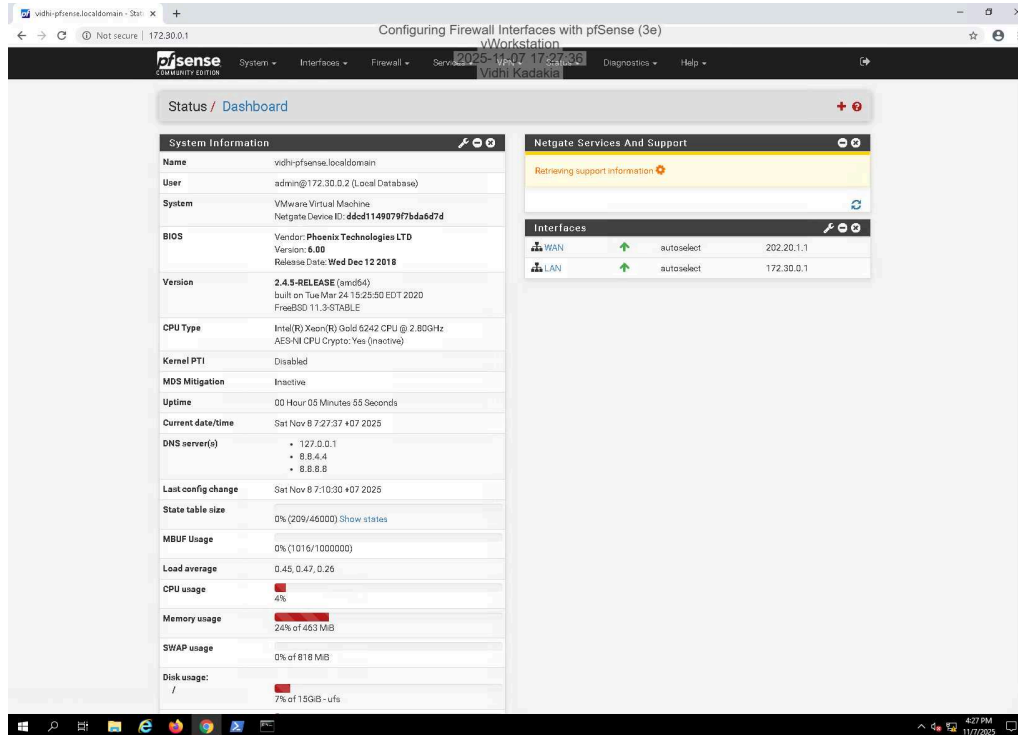 vidhi-pfsense.localdomain - Stat
Not secure | 172.30.0.1
Configuring Firewall Interfaces with pfSense (3e)
vWorkstation
2025-11-07 17:27:36
Vidhi Kadakia
pfsense
COMMUNITY EDITION
System
Interfaces
Firewall
Services
VPN
Status
Diagnostics
Help
Status / Dashboard
System Information
Name vidhi-pfsense.localdomain
User admin@172.30.0.2 (Local Database)
System VMware Virtual Machine
Netgate Device ID: ddcd1149079f7bda6d7d
BIOS Vendor: Phoenix Technologies LTD
Version: 6.00
Release Date: Wed Dec 12 2018
Version 2.4.5-RELEASE (amd64)
built on Tue Mar 24 15:25:50 EDT 2020
FreeBSD 11.3-STABLE
CPU Type Intel(R) Xeon(R) Gold 6242 CPU @ 2.80GHz
AES-NI CPU Crypto: Yes (inactive)
Kernel PTI Disabled
MDS Mitigation Inactive
Uptime 00 Hour 05 Minutes 55 Seconds
Current date/time Sat Nov 8 7:27:37 +07 2025
DNS server(s)
• 127.0.0.1
• 8.8.4.4
• 8.8.8.8
Last config change Sat Nov 8 7:10:30 +07 2025
State table size
0% (209/46000) Show states
MBUF Usage
0% (1016/1000000)
Load average 0.45, 0.47, 0.26
CPU usage
4%
Memory usage
24% of 463 MiB
SWAP usage
0% of 818 MiB
Disk usage:
/
7% of 15GiB - ufs
Netgate Services And Support
Retrieving support information
Interfaces
WAN autoselect 202.20.1.1
LAN autoselect 172.30.0.1
4:27 PM
11/7/2025